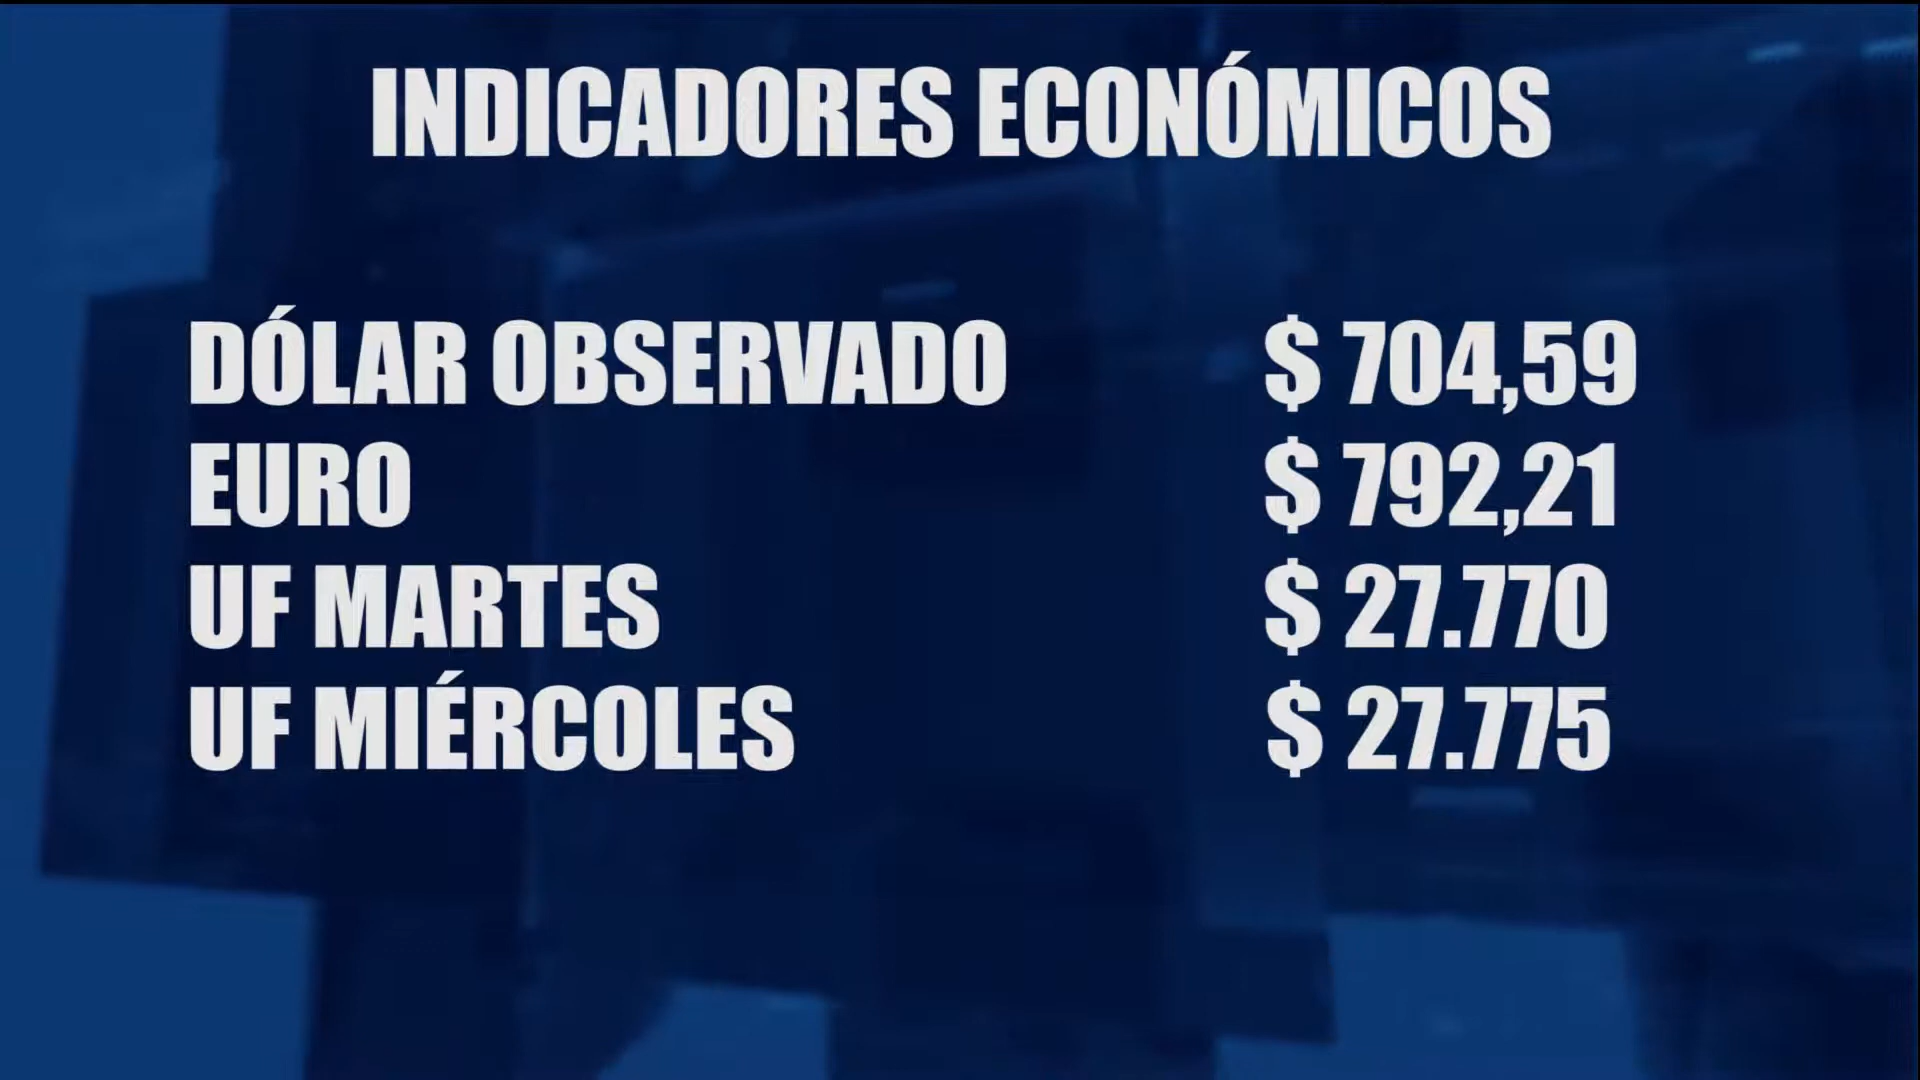 INDICADORES ECONÓMICOS
DÓLAR OBSERVADO $ 704,59
EURO $ 792,21
UF MARTES $ 27.770
UF MIÉRCOLES $ 27.775